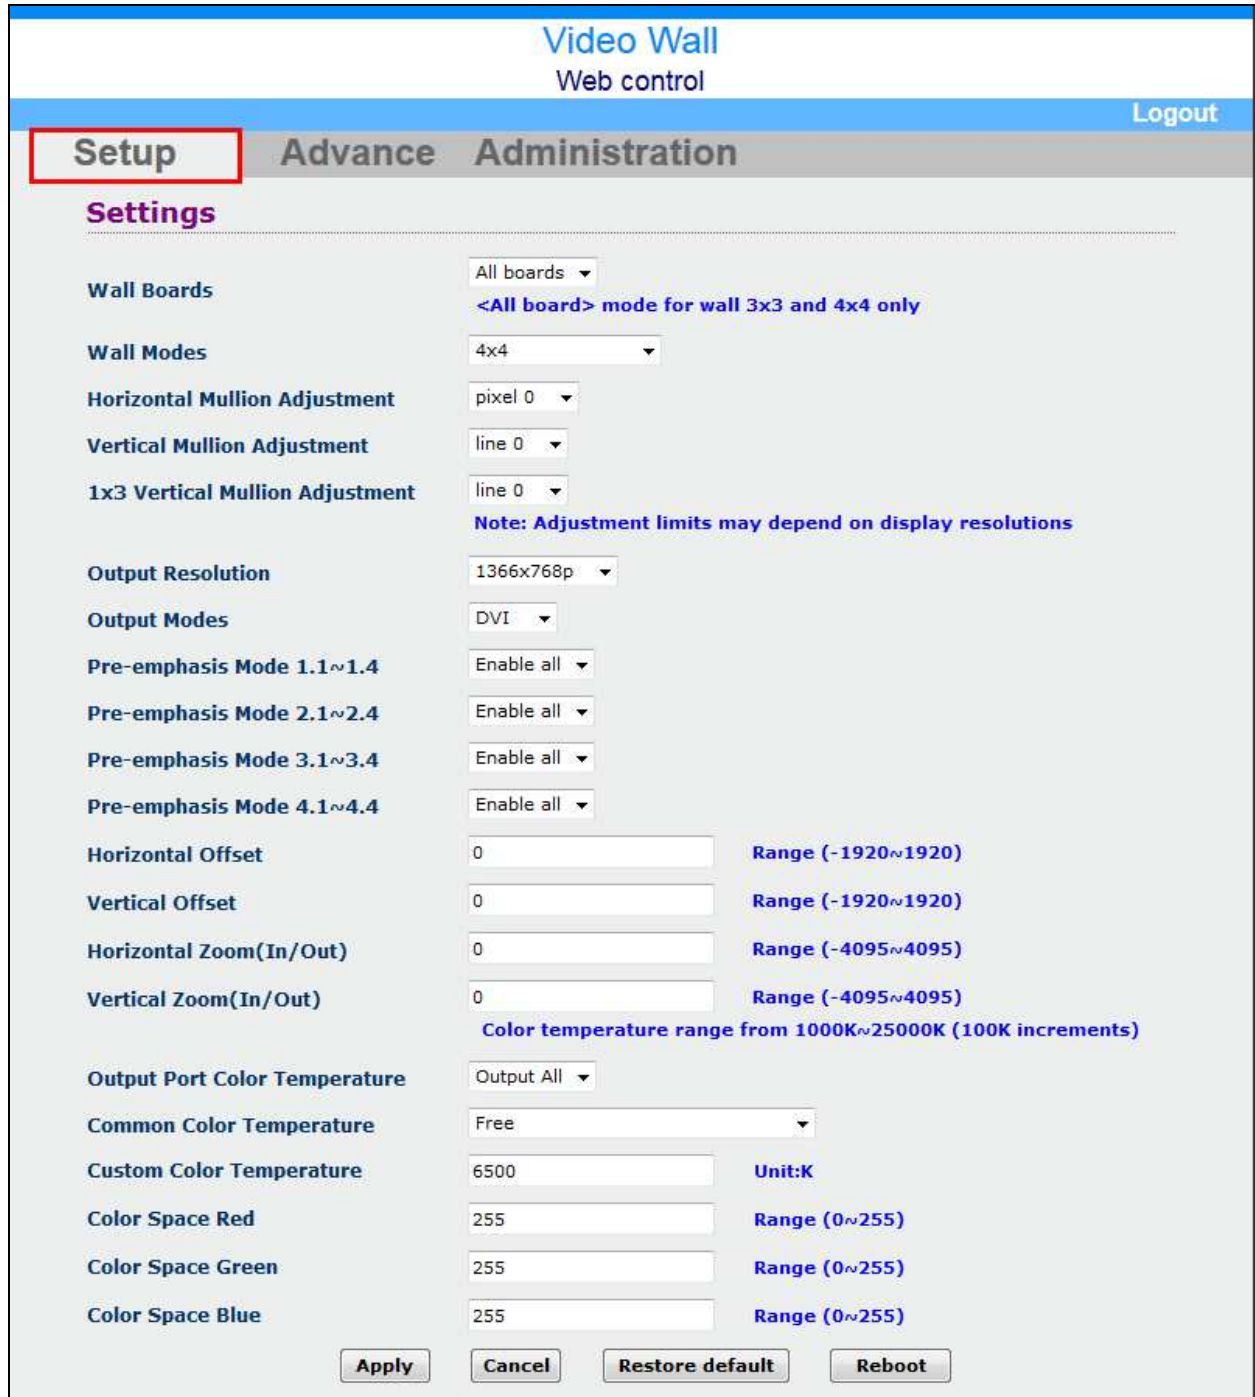 Video Wall
Web control
Logout
Setup Advance Administration
Settings
Wall Boards All boards
<All board> mode for wall 3x3 and 4x4 only
Wall Modes 4x4
Horizontal Mullion Adjustment pixel 0
Vertical Mullion Adjustment line 0
1x3 Vertical Mullion Adjustment line 0
Note: Adjustment limits may depend on display resolutions
Output Resolution 1366x768p
Output Modes DVI
Pre-emphasis Mode 1.1~1.4 Enable all
Pre-emphasis Mode 2.1~2.4 Enable all
Pre-emphasis Mode 3.1~3.4 Enable all
Pre-emphasis Mode 4.1~4.4 Enable all
Horizontal Offset 0 Range (-1920~1920)
Vertical Offset 0 Range (-1920~1920)
Horizontal Zoom(In/Out) 0 Range (-4095~4095)
Vertical Zoom(In/Out) 0 Range (-4095~4095)
Color temperature range from 1000K~25000K (100K increments)
Output Port Color Temperature Output All
Common Color Temperature Free
Custom Color Temperature 6500 Unit:K
Color Space Red 255 Range (0~255)
Color Space Green 255 Range (0~255)
Color Space Blue 255 Range (0~255)
Apply Cancel Restore default Reboot